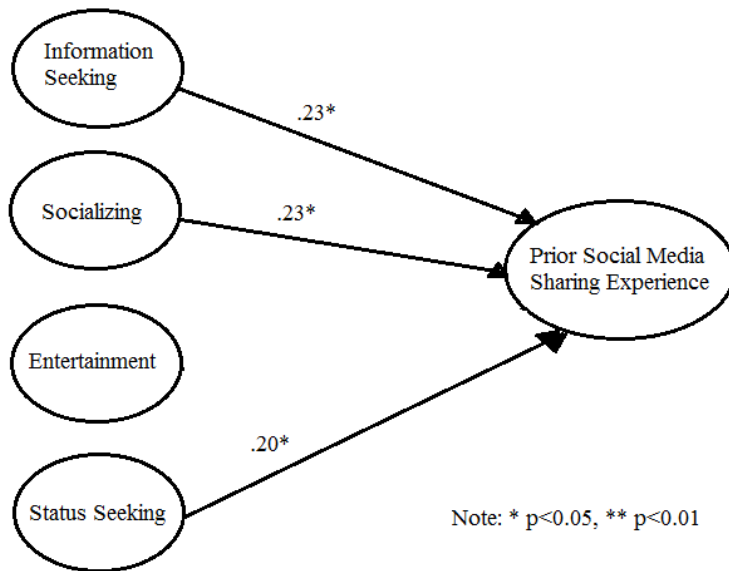 Information
Seeking
.23*
Socializing
.23*
Prior Social Media
Sharing Experience
Entertainment
.20*
Status Seeking
Note: * p<0.05, ** p<0.01